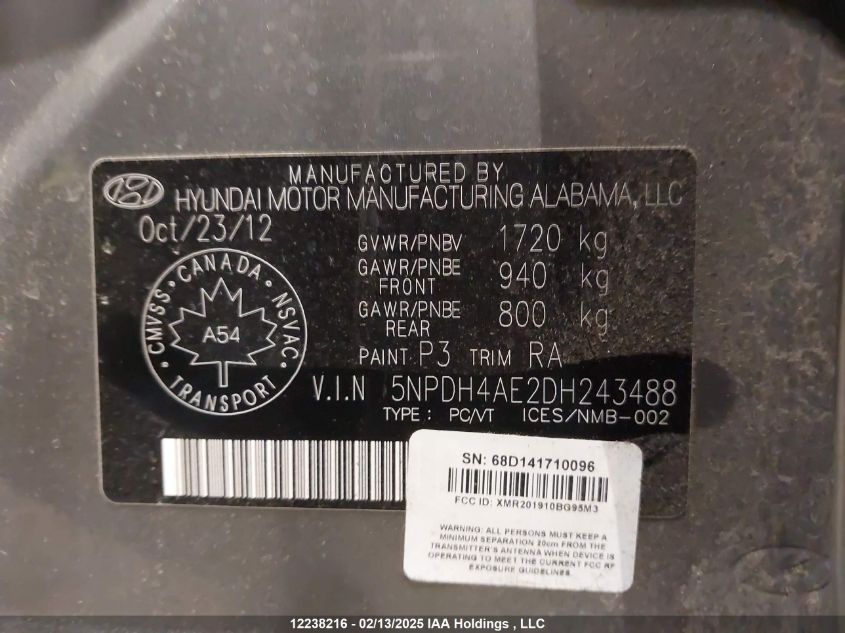 MANUFACTURED BY
HYUNDAI MOTOR MANUFACTURING ALABAMA, LLC
Oct/23/12
GVWR/PNBV 1720 kg
GAWR/PNBE FRONT 940 kg
GAWR/PNBE REAR 800 kg
PAINT P3 TRIM RA
V.I.N 5NPDH4AE2DH243488
TYPE : PC/VT ICES/NMB-002
CMVSS • CANADA • NSVAC • TRANSPORT •
A54
SN: 68D141710096
FCC ID: XMR201910BG95M3
WARNING: ALL PERSONS MUST KEEP A
MINIMUM SEPARATION 20cm FROM THE
TRANSMITTER'S ANTENNA WHEN DEVICE IS
OPERATING TO MEET THE CURRENT FCC RF
EXPOSURE GUIDELINES.
12238216 - 02/13/2025 IAA Holdings , LLC